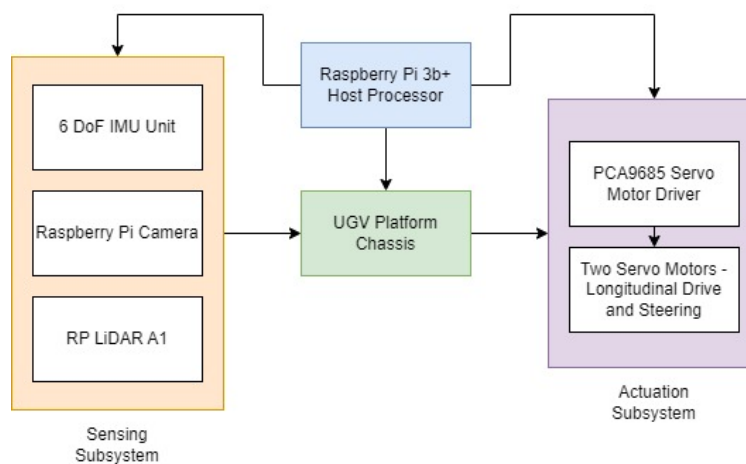 Raspberry Pi 3b+
Host Processor
6 DoF IMU Unit
Raspberry Pi Camera
RP LiDAR A1
Sensing
Subsystem
UGV Platform
Chassis
PCA9685 Servo
Motor Driver
Two Servo Motors -
Longitudinal Drive
and Steering
Actuation
Subsystem